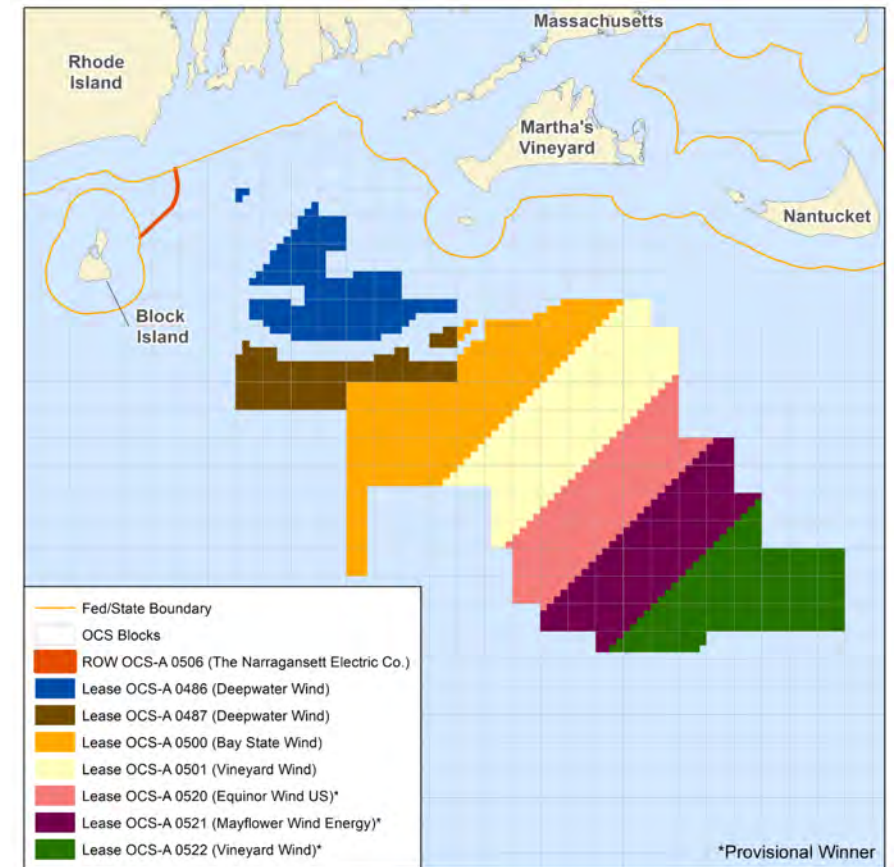 Massachusetts
Rhode
Island
Martha's
Vineyard
Nantucket
Block
Island
Fed/State Boundary
OCS Blocks
ROW OCS-A 0506 (The Narragansett Electric Co.)
Lease OCS-A 0486 (Deepwater Wind)
Lease OCS-A 0487 (Deepwater Wind)
Lease OCS-A 0500 (Bay State Wind)
Lease OCS-A 0501 (Vineyard Wind)
Lease OCS-A 0520 (Equinor Wind US)*
Lease OCS-A 0521 (Mayflower Wind Energy)*
Lease OCS-A 0522 (Vineyard Wind)*
*Provisional Winner